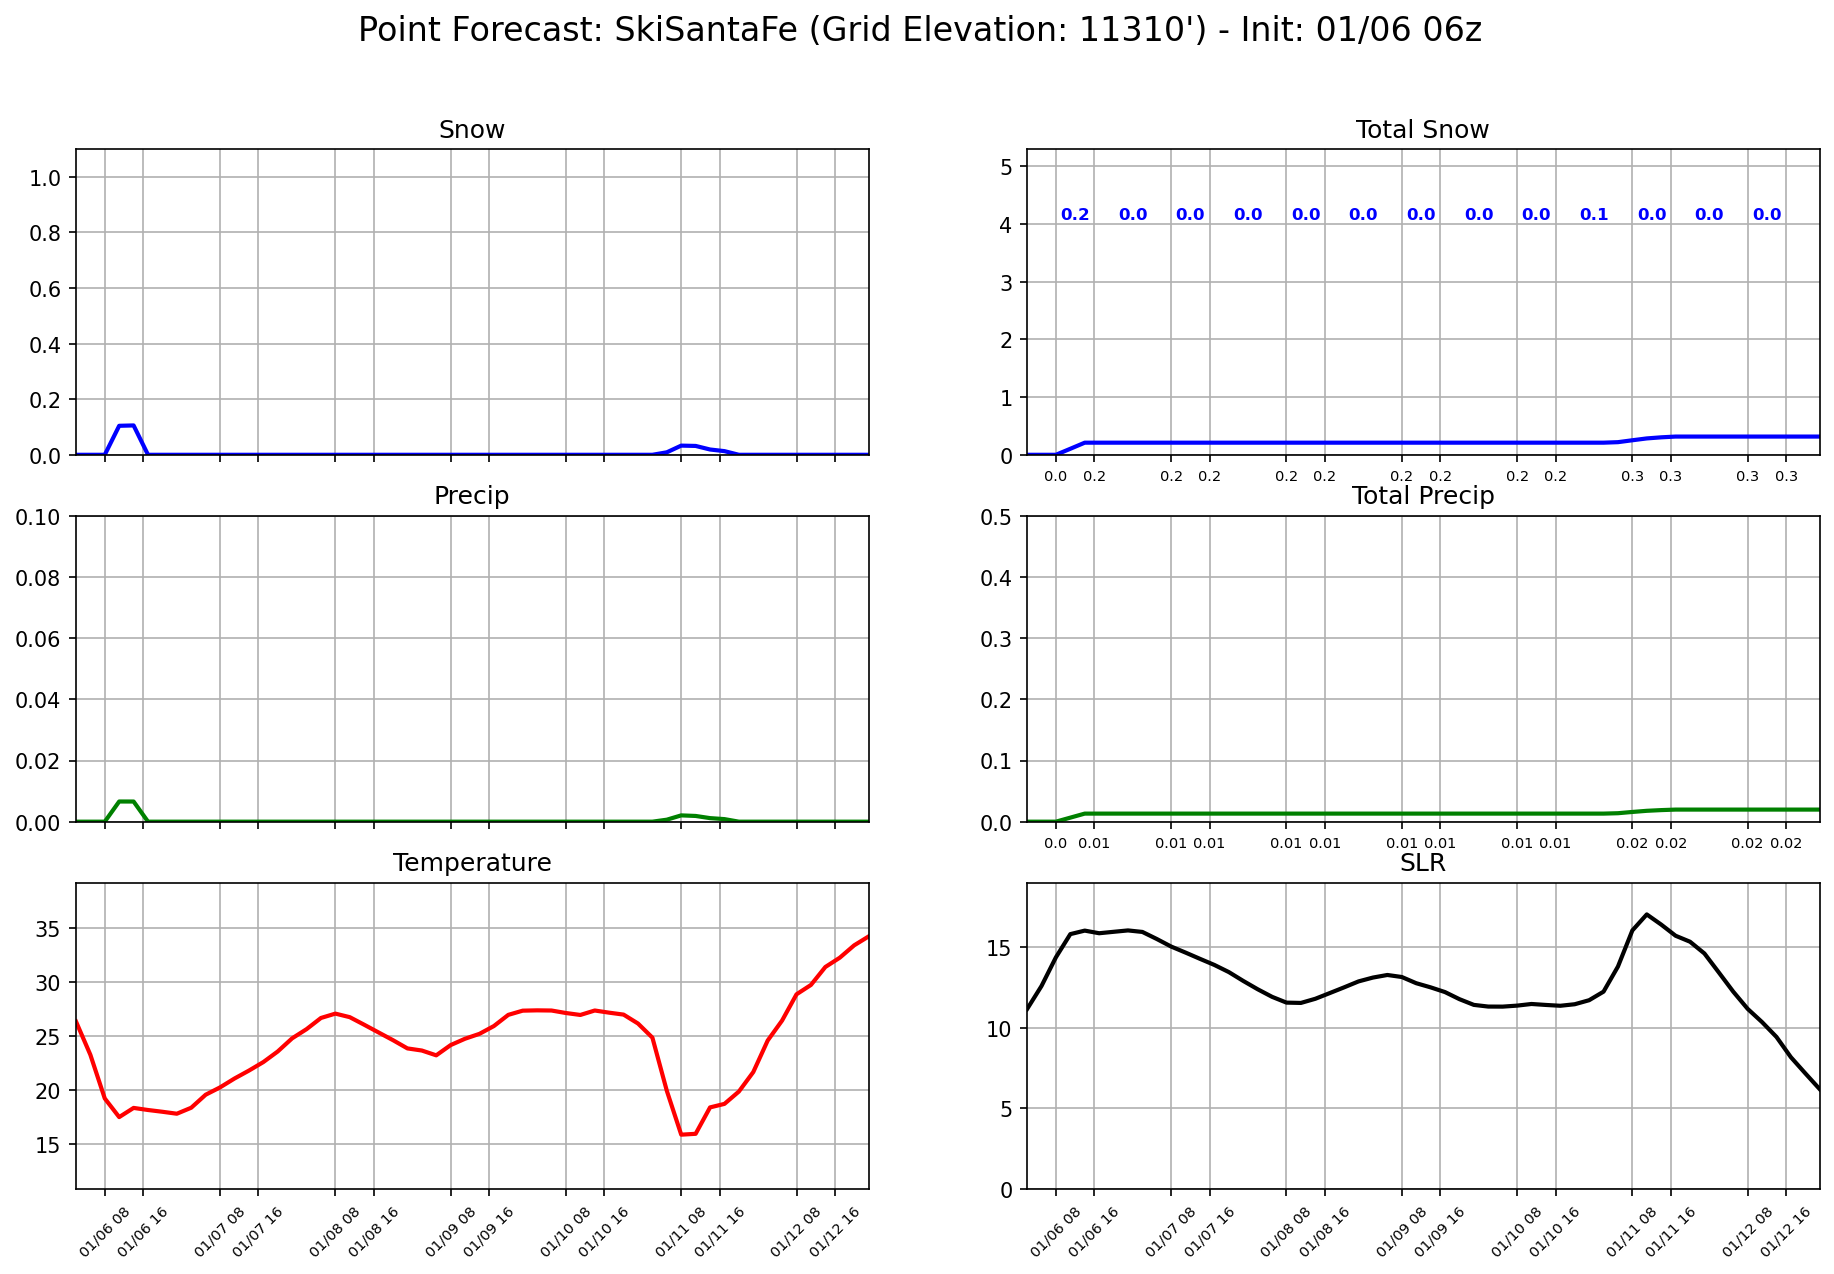 Point Forecast: SkiSantaFe (Grid Elevation: 11310') - Init: 01/06 06z
Snow
1.0
0.8
0.6
0.4
0.2
0.0
Total Snow
5
4
3
2
1
0
0.2 0.0 0.0 0.0 0.0 0.0 0.0 0.0 0.0 0.1 0.0 0.0 0.0
0.0 0.2 0.2 0.2 0.2 0.2 0.2 0.2 0.2 0.2 0.3 0.3 0.3 0.3
Precip
0.10
0.08
0.06
0.04
0.02
0.00
Total Precip
0.5
0.4
0.3
0.2
0.1
0.0
0.0 0.01 0.01 0.01 0.01 0.01 0.01 0.01 0.01 0.01 0.02 0.02 0.02 0.02
Temperature
35
30
25
20
15
01/06 08 01/06 16 01/07 08 01/07 16 01/08 08 01/08 16 01/09 08 01/09 16 01/10 08 01/10 16 01/11 08 01/11 16 01/12 08 01/12 16
SLR
15
10
5
0
01/06 08 01/06 16 01/07 08 01/07 16 01/08 08 01/08 16 01/09 08 01/09 16 01/10 08 01/10 16 01/11 08 01/11 16 01/12 08 01/12 16